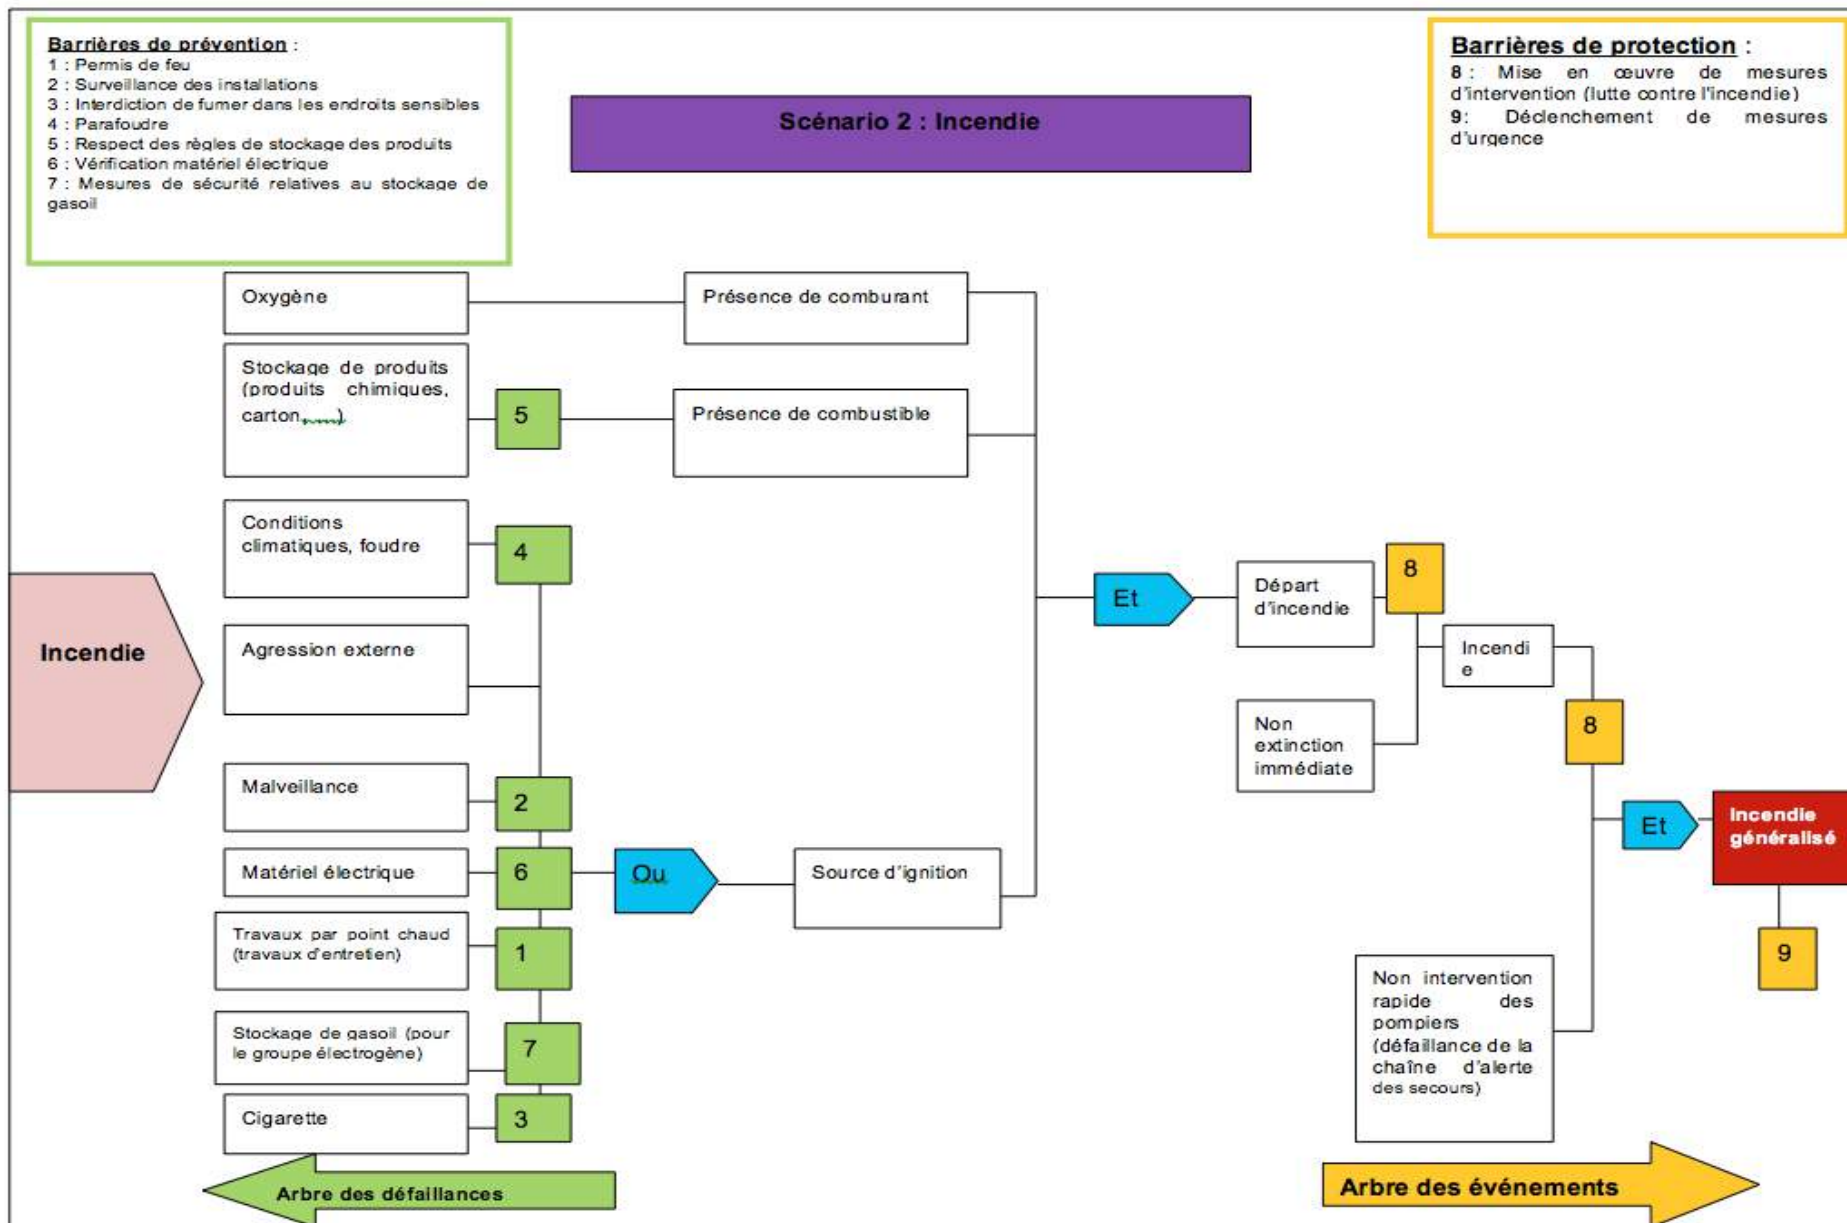 Barrières de prévention :
1 : Permis de feu
2 : Surveillance des installations
3 : Interdiction de fumer dans les endroits sensibles
4 : Parafoudre
5 : Respect des règles de stockage des produits
6 : Vérification matériel électrique
7 : Mesures de sécurité relatives au stockage de
gasoil
Scénario 2 : Incendie
Barrières de protection :
8 : Mise en œuvre de mesures
d'intervention (lutte contre l'incendie)
9: Déclenchement de mesures
d'urgence
Oxygène
Présence de comburant
Stockage de produits
(produits chimiques,
carton,.....)
5
Présence de combustible
Conditions
climatiques, foudre
4
Incendie
Agression externe
Malveillance
2
Matériel électrique
6
Ou
Source d'ignition
Travaux par point chaud
(travaux d'entretien)
1
Stockage de gasoil (pour
le groupe électrogène)
7
Cigarette
3
Et
Départ
d'incendie
8
Incendi
e
Non
extinction
immédiate
8
Et
Incendie
généralisé
9
Non intervention
rapide des
pompiers
(défaillance de la
chaîne d'alerte
des secours)
Arbre des défaillances
Arbre des événements